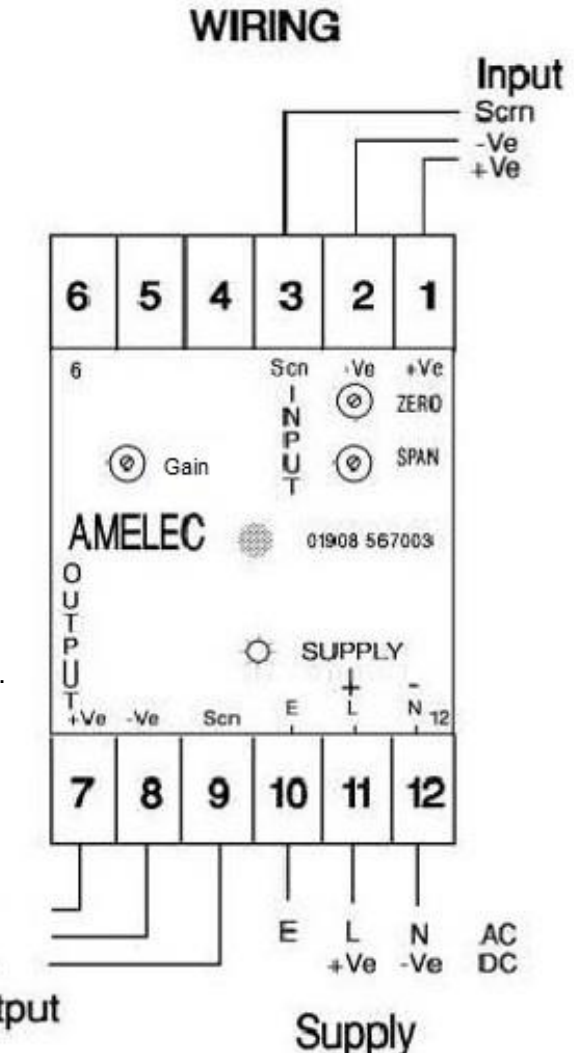 WIRING
Input
Scrn
-Ve
+Ve
6 5 4 3 2 1
6 Scn -Ve +Ve
INPUT
ZERO
SPAN
Gain
AMELEC 01908 567003
OUTPUT
SUPPLY
+ -
+Ve -Ve Scn E L N 12
7 8 9 10 11 12
E L N AC
+Ve -Ve DC
tput
Supply